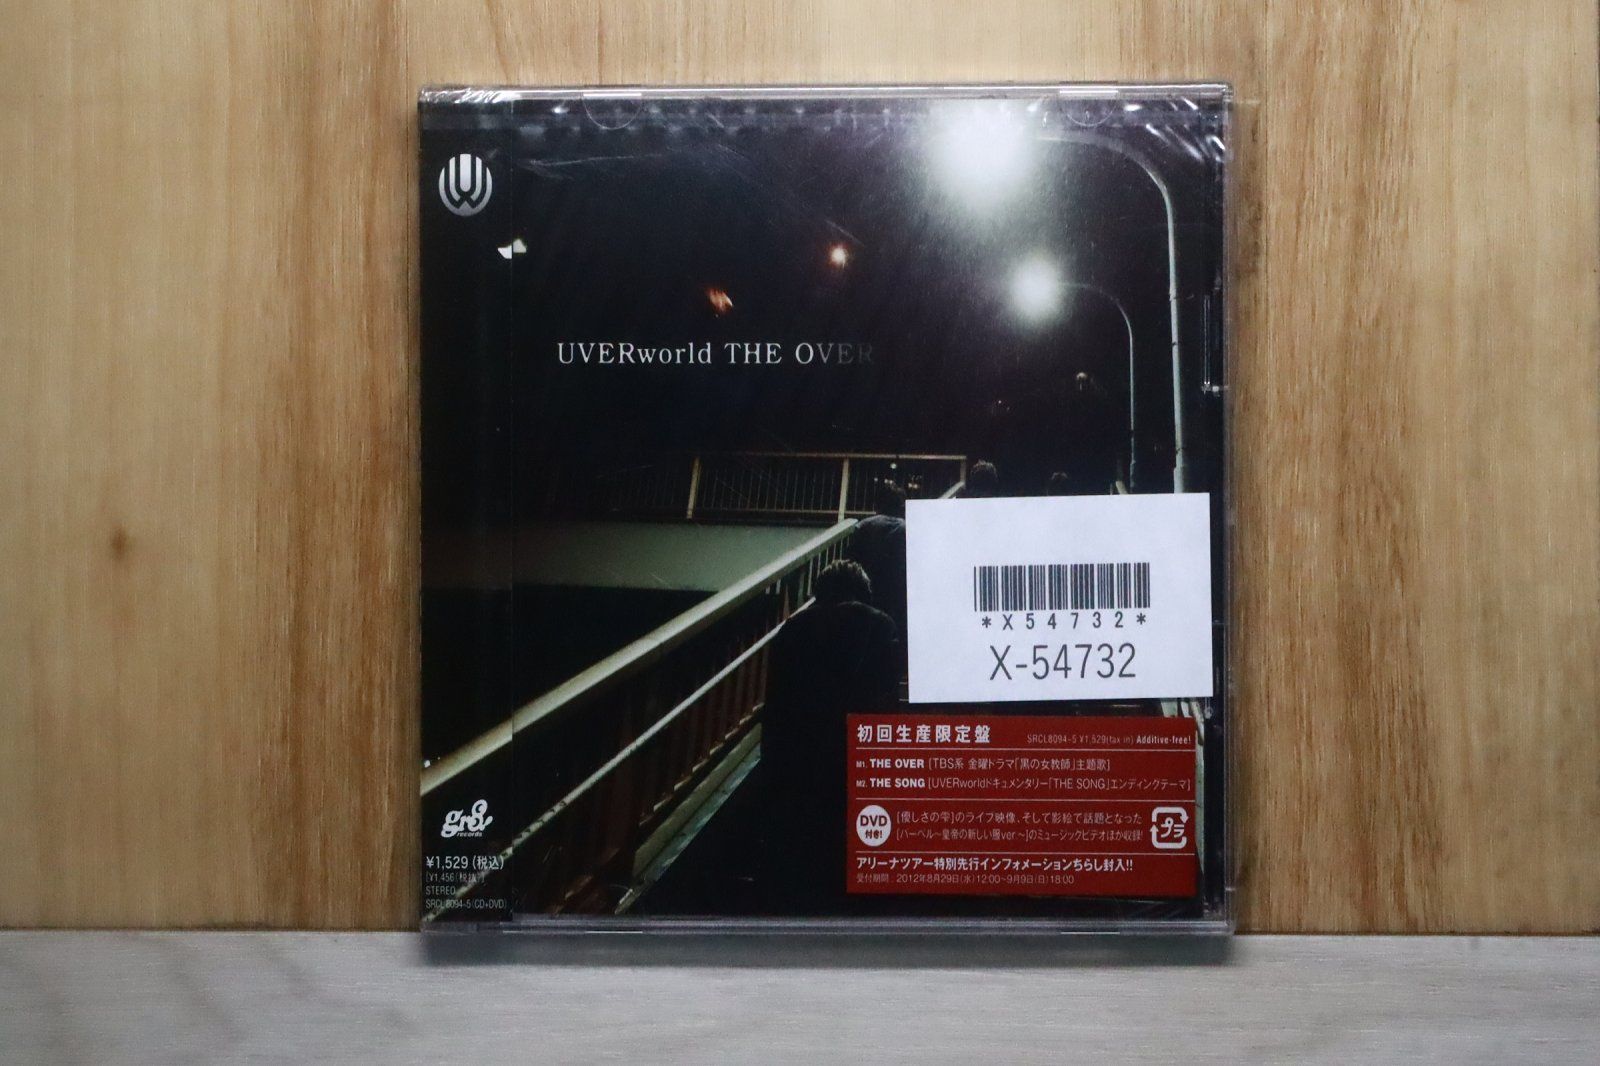 UVERworld THE OVER
*X54732*
X-54732
初回生産限定盤 SRCL8094-5 ¥1,529(tax in) Additive-free!
M1. THE OVER [TBS系 金曜ドラマ「黒の女教師」主題歌]
M2. THE SONG [UVERworldドキュメンタリー「THE SONG」エンディングテーマ]
DVD
付き!
[優しさの雫]のライブ映像、そして影絵で話題となった
[バーベル〜皇帝の新しい服ver.〜]のミュージックビデオほか収録!
プラ
アリーナツアー特別先行インフォメーションちらし封入!!
受付期間:2012年8月29日(水)12:00~9月9日(日)18:00
gr8!
records
¥1,529(税込)
[¥1,456(税抜)]
STEREO
SRCL 8094-5(CD+DVD)